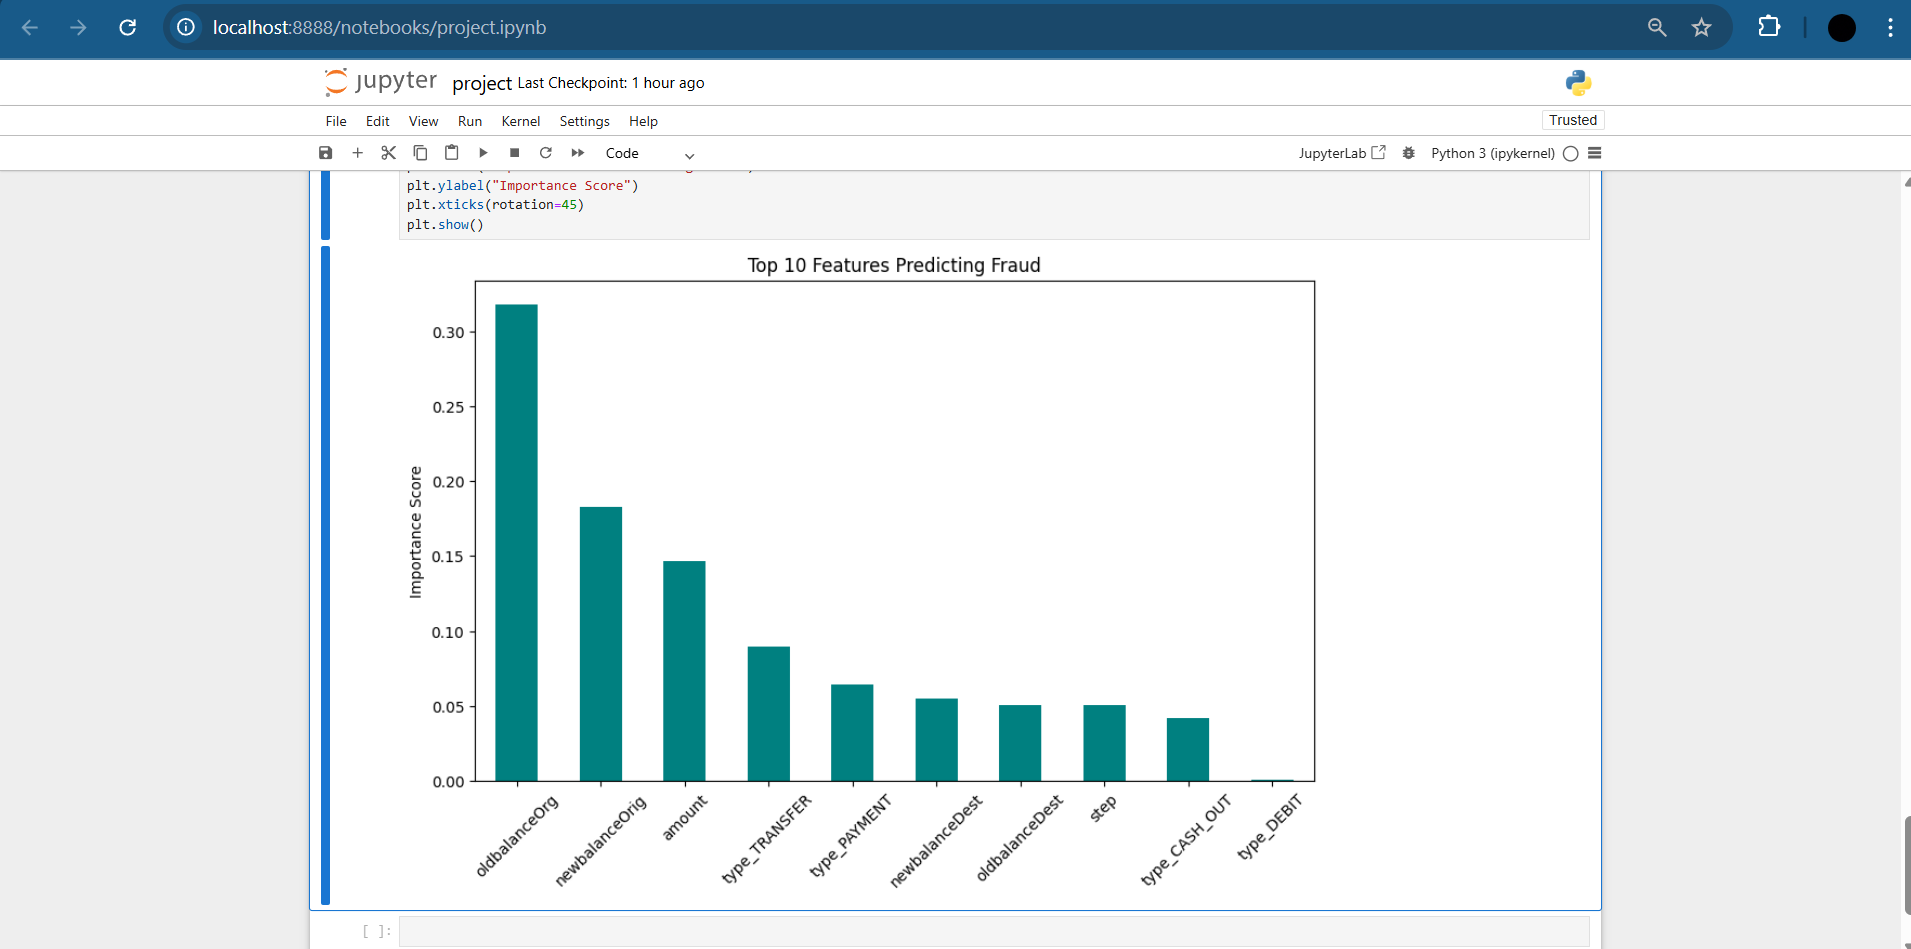 localhost:8888/notebooks/project.ipynb
jupyter project Last Checkpoint: 1 hour ago
File Edit View Run Kernel Settings Help Trusted
Code JupyterLab Python 3 (ipykernel)
plt.ylabel("Importance Score")
plt.xticks(rotation=45)
plt.show()
Top 10 Features Predicting Fraud
0.30
0.25
0.20
0.15
0.10
0.05
0.00
Importance Score
oldbalanceOrg
newbalanceOrig
amount
type_TRANSFER
type_PAYMENT
newbalanceDest
oldbalanceDest
step
type_CASH_OUT
type_DEBIT
[ ]: